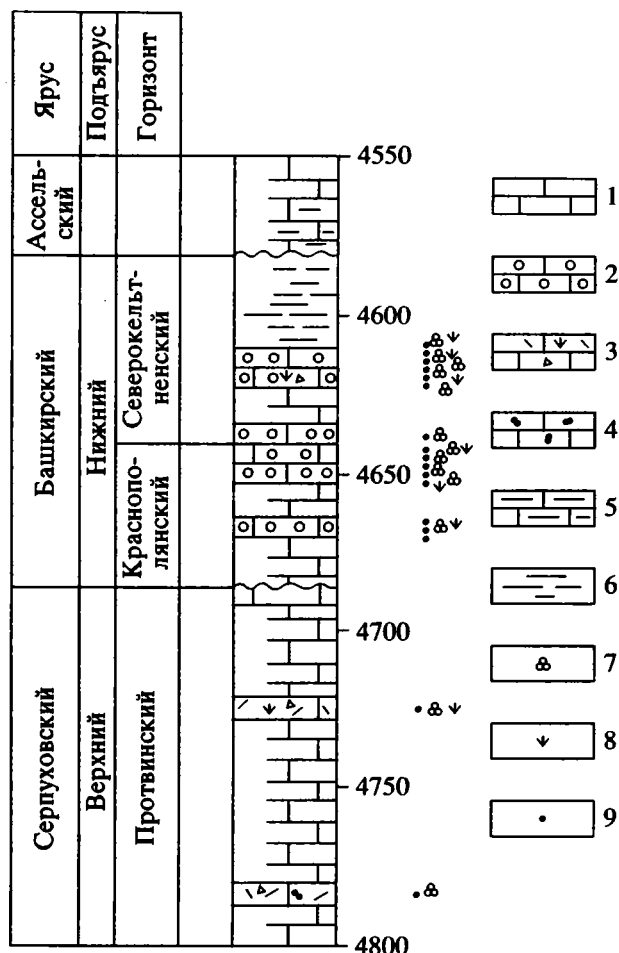 Ярус
Подъярус
Горизонт
Ассель-
ский
Башкирский
Нижний
Северокельт-
ненский
Краснопо-
лянский
Серпуховский
Верхний
Протвинский
4550
4600
4650
4700
4750
4800
1
2
3
4
5
6
7
8
9